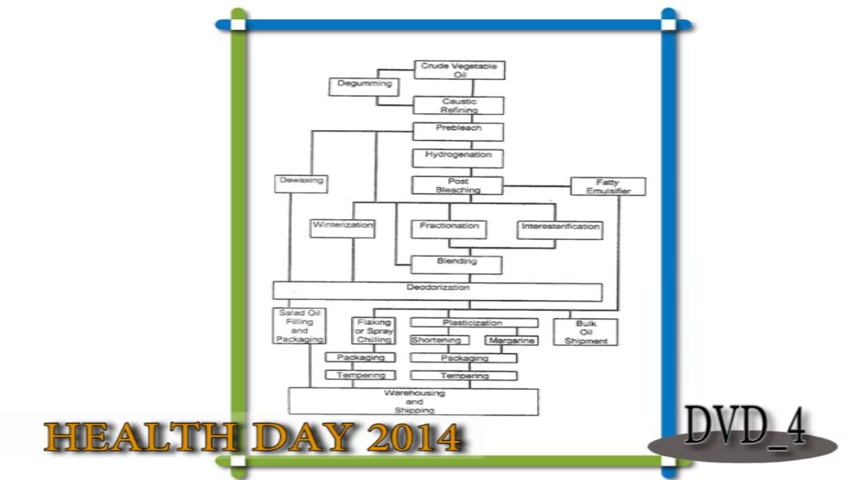 Crude Vegetable
Oil
Degumming
Caustic
Refining
Prebleach
Hydrogenation
Dewaxing
Post
Bleaching
Fatty
Emulsifier
Winterization
Fractionation
Interesterification
Blending
Deodorization
Salad Oil
Filling
and
Packaging
Flaking
or Spray
Chilling
Plasticization
Bulk
Oil
Shipment
Shortening
Margarine
Packaging
Packaging
Tempering
Tempering
Warehousing
and
Shipping
HEALTH DAY 2014
DVD_4